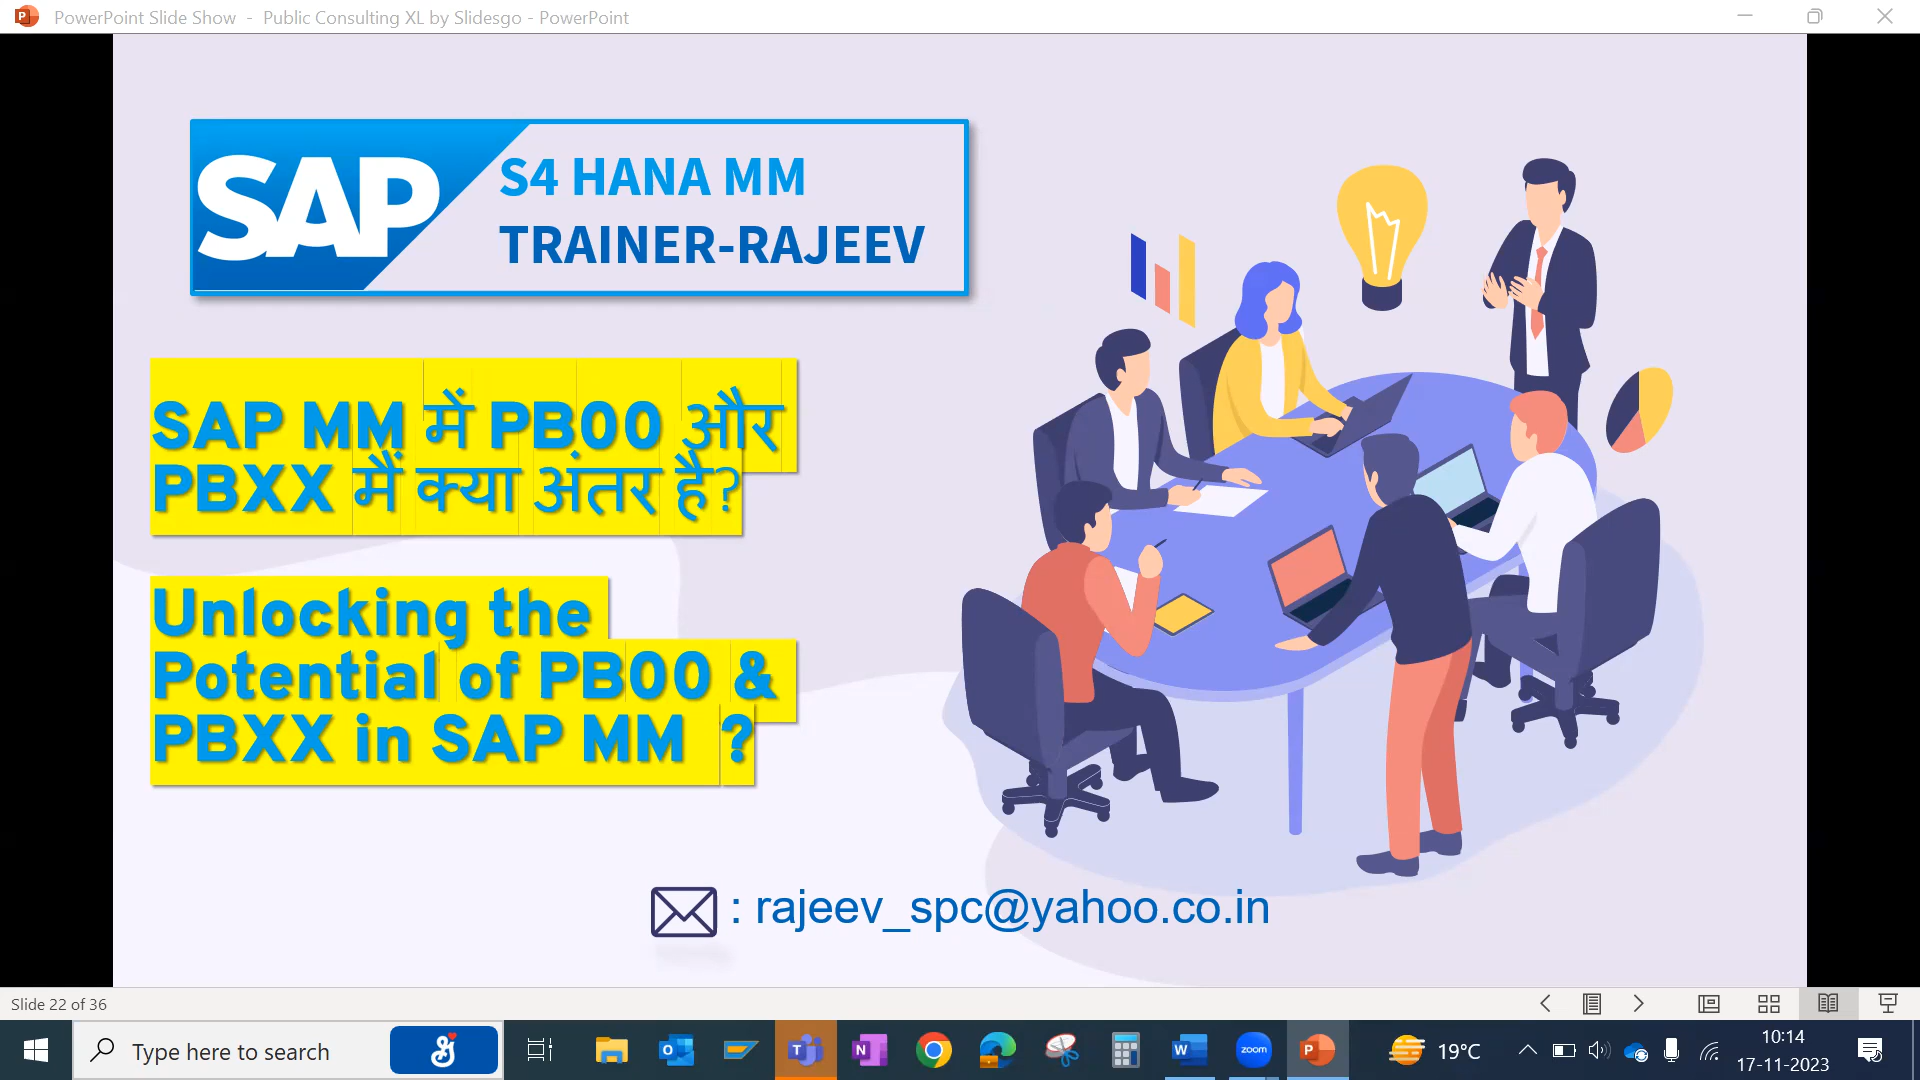 PowerPoint Slide Show - Public Consulting XL by Slidesgo - PowerPoint
SAP
S4 HANA MM
TRAINER-RAJEEV
SAP MM में PB00 और
PBXX मैं क्या अंतर है?
Unlocking the
Potential of PB00 &
PBXX in SAP MM ?
: rajeev_spc@yahoo.co.in
Slide 22 of 36
Type here to search
zoom
19°C
10:14
17-11-2023